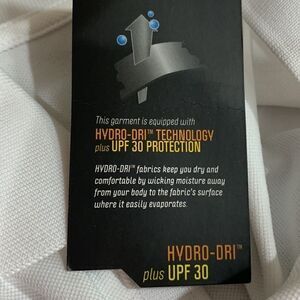 This garment is equipped with
HYDRO-DRI™ TECHNOLOGY
plus UPF 30 PROTECTION
HYDRO-DRI™ fabrics keep you dry and
comfortable by wicking moisture away
from your body to the fabric's surface
where it easily evaporates.
HYDRO-DRI™
plus UPF 30